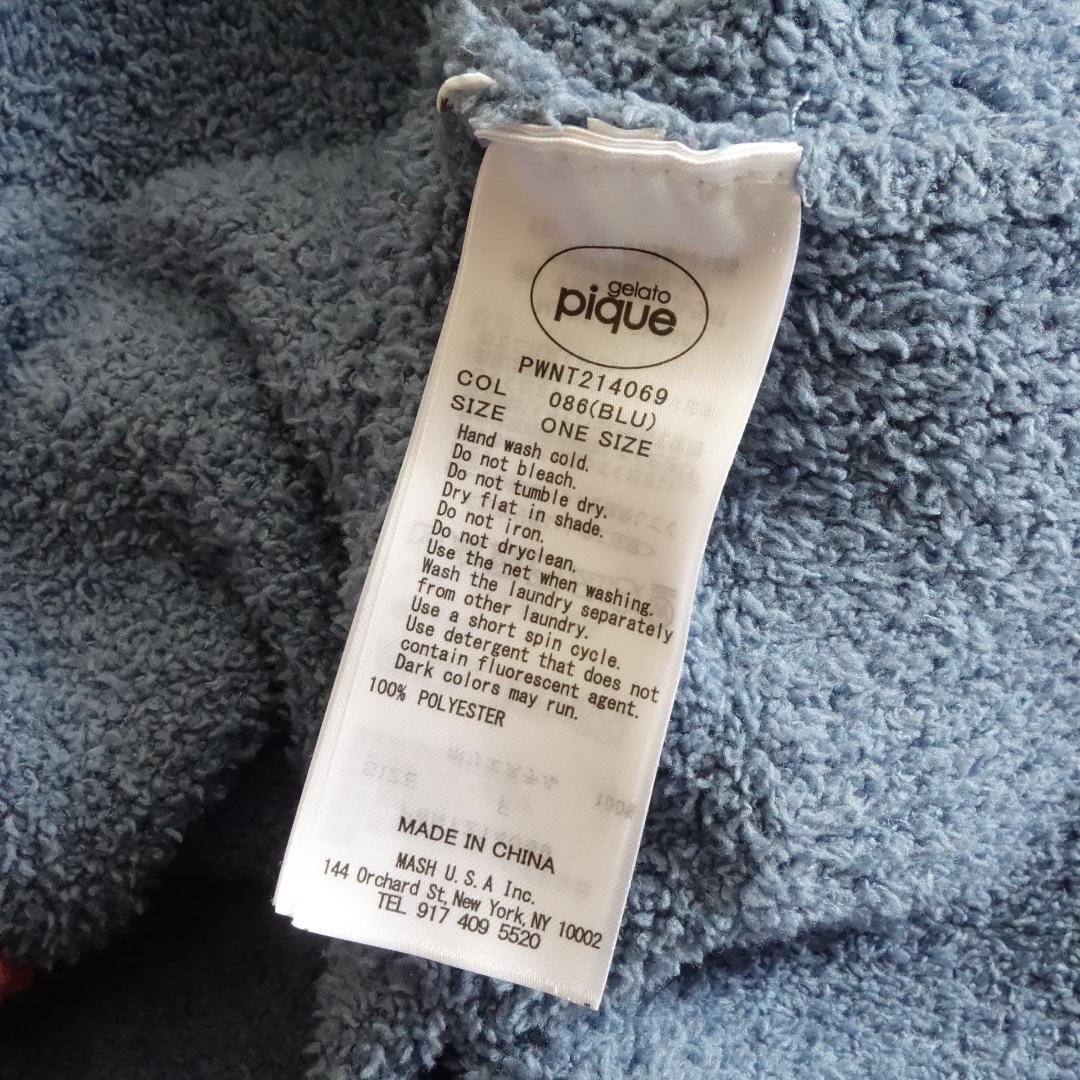 gelato
pique
PWNT214069
COL 086(BLU)
SIZE ONE SIZE
Hand wash cold.
Do not bleach.
Do not tumble dry.
Dry flat in shade.
Do not iron.
Do not dryclean.
Use the net when washing.
Wash the laundry separately
from other laundry.
Use a short spin cycle.
Use detergent that does not
contain fluorescent agent.
Dark colors may run.
100% POLYESTER
MADE IN CHINA
MASH U.S.A Inc.
144 Orchard St, New York, NY 10002
TEL 917 409 5520